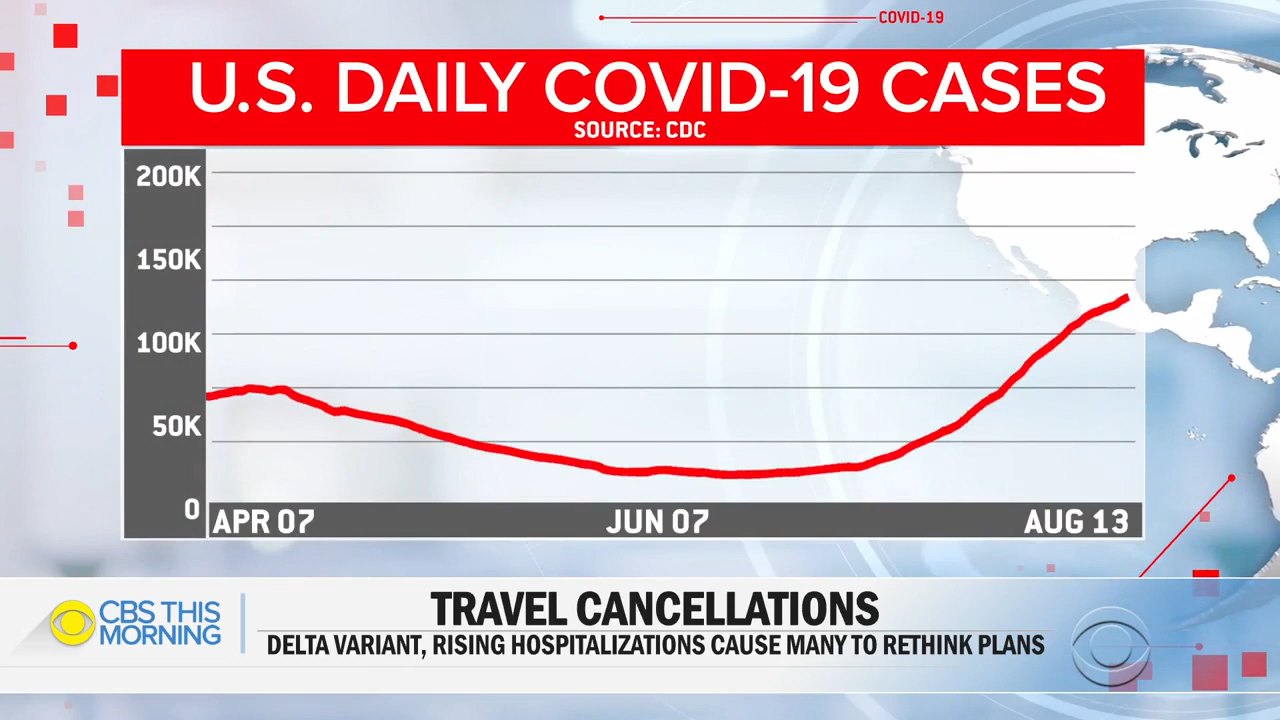 COVID-19
U.S. DAILY COVID-19 CASES
SOURCE: CDC
200K
150K
100K
50K
0
APR 07 JUN 07 AUG 13
CBS THIS MORNING
TRAVEL CANCELLATIONS
DELTA VARIANT, RISING HOSPITALIZATIONS CAUSE MANY TO RETHINK PLANS